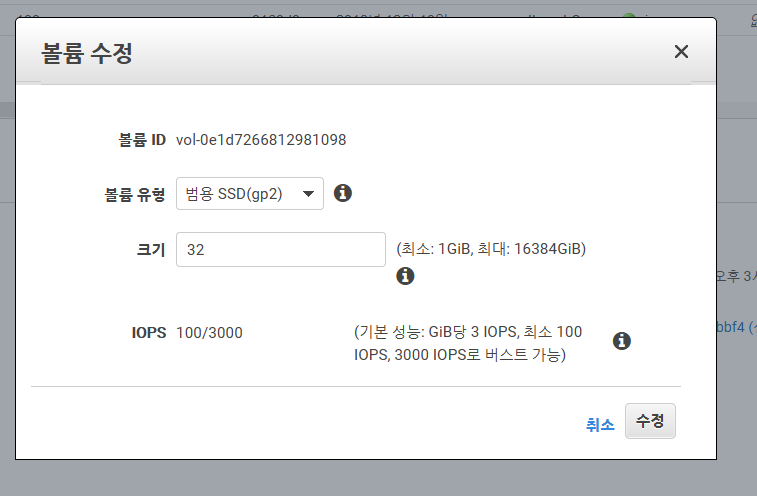 볼륨 수정
볼륨 ID vol-0e1d7266812981098
볼륨 유형 범용 SSD(gp2)
크기 32 (최소: 1GiB, 최대: 16384GiB)
IOPS 100/3000 (기본 성능: GiB당 3 IOPS, 최소 100
IOPS, 3000 IOPS로 버스트 가능)
취소 수정
오후 3시
bbf4